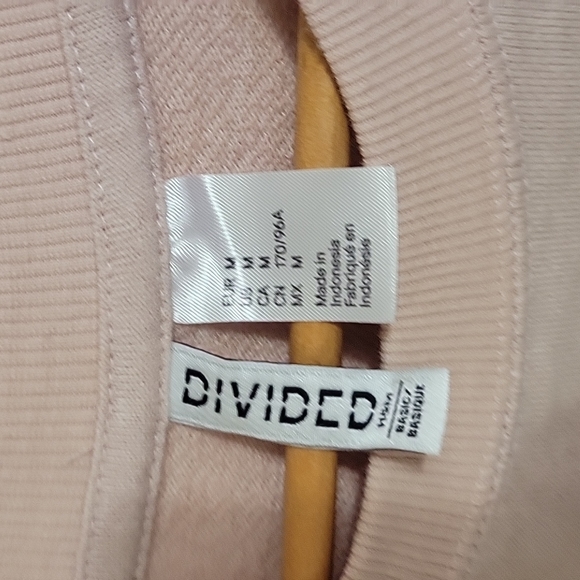 EUR M
US M
CA M
CN 170/96A
MX M
Made in
Indonesia
Fabriqué en
Indonésie
DIVIDED
H&M
BASIC/
BASIQUE